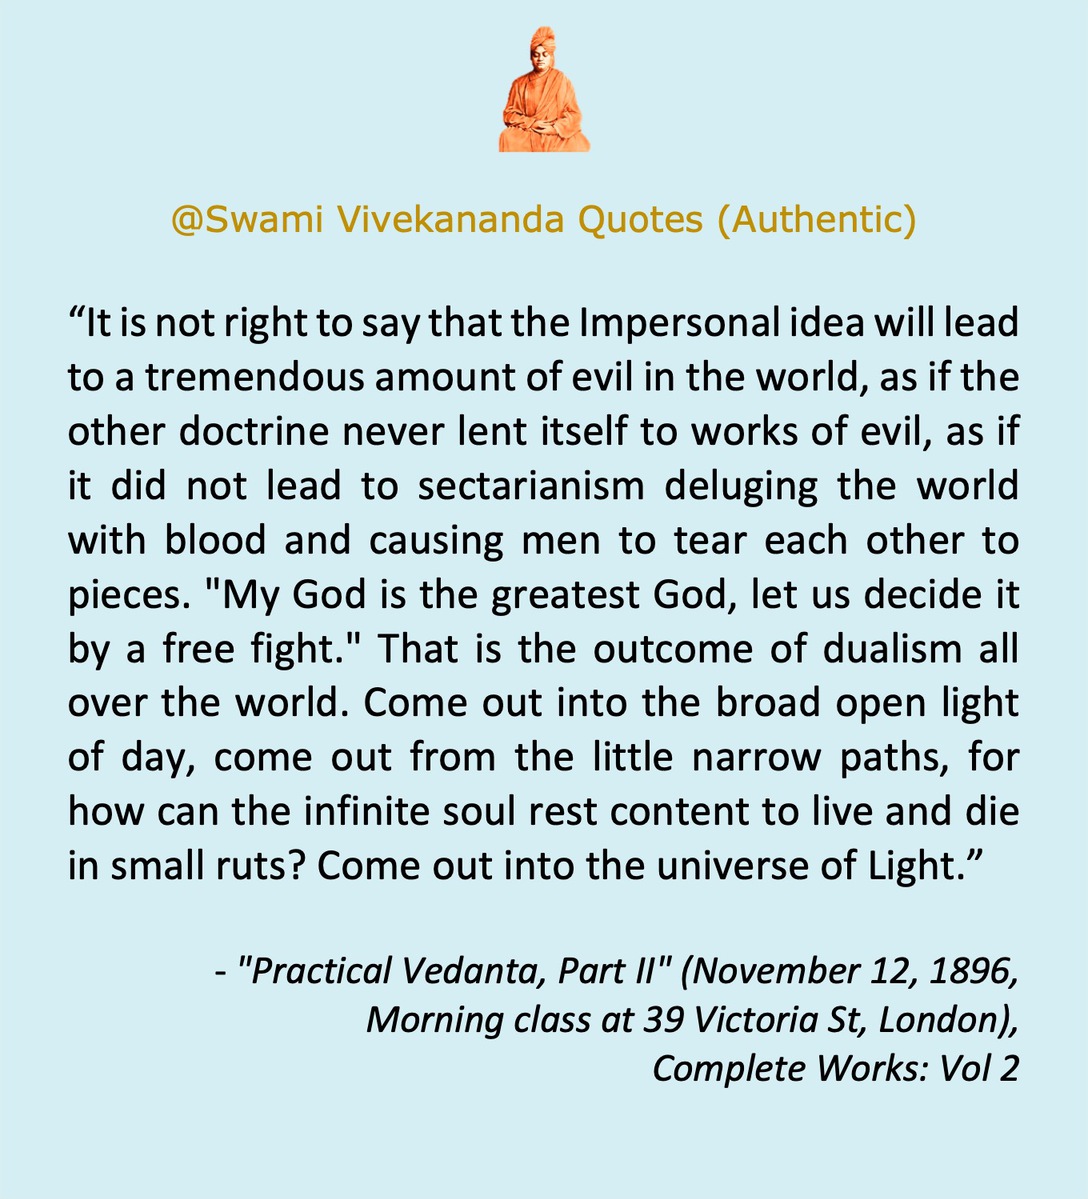 @Swami Vivekananda Quotes (Authentic)
“It is not right to say that the Impersonal idea will lead
to a tremendous amount of evil in the world, as if the
other doctrine never lent itself to works of evil, as if
it did not lead to sectarianism deluging the world
with blood and causing men to tear each other to
pieces. "My God is the greatest God, let us decide it
by a free fight." That is the outcome of dualism all
over the world. Come out into the broad open light
of day, come out from the little narrow paths, for
how can the infinite soul rest content to live and die
in small ruts? Come out into the universe of Light.”
- "Practical Vedanta, Part II" (November 12, 1896,
Morning class at 39 Victoria St, London),
Complete Works: Vol 2